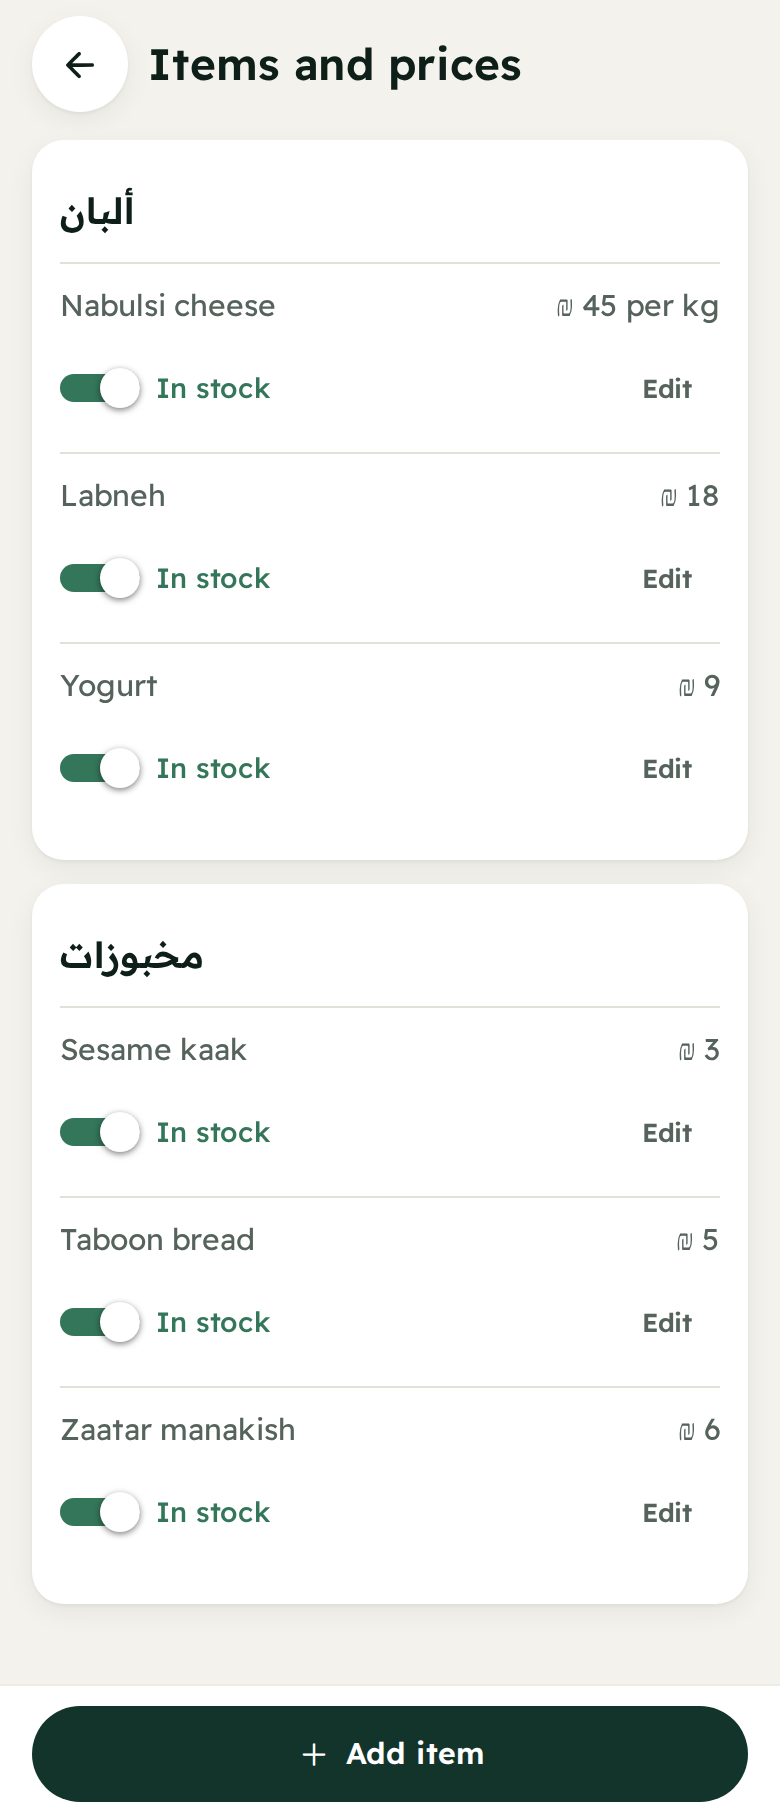 Items and prices
ألبان
Nabulsi cheese ₪ 45 per kg
In stock Edit
Labneh ₪ 18
In stock Edit
Yogurt ₪ 9
In stock Edit
مخبوزات
Sesame kaak ₪ 3
In stock Edit
Taboon bread ₪ 5
In stock Edit
Zaatar manakish ₪ 6
In stock Edit
+ Add item